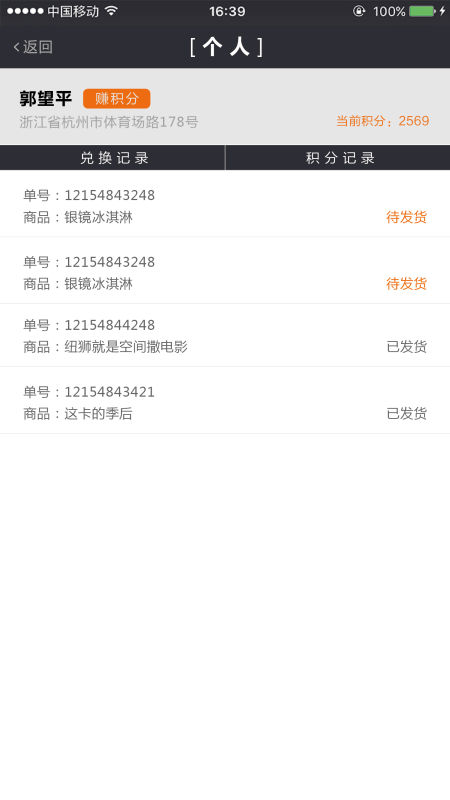 中国移动 16:39 100%
返回 [个人]
郭望平 赚积分
浙江省杭州市体育场路178号 当前积分：2569
兑换记录 积分记录
单号：12154843248
商品：银镜冰淇淋 待发货
单号：12154843248
商品：银镜冰淇淋 待发货
单号：12154844248
商品：纽狮就是空间撒电影 已发货
单号：12154843421
商品：这卡的季后 已发货